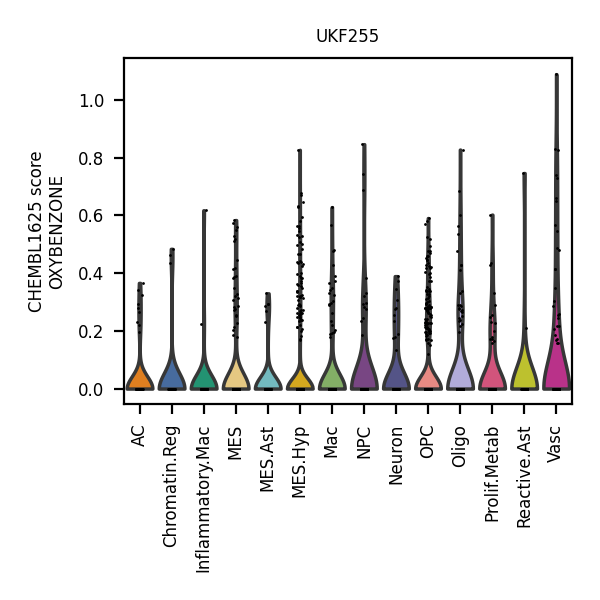 UKF255
CHEMBL1625 score
OXYBENZONE
1.0
0.8
0.6
0.4
0.2
0.0
AC
Chromatin.Reg
Inflammatory.Mac
MES
MES.Ast
MES.Hyp
Mac
NPC
Neuron
OPC
Oligo
Prolif.Metab
Reactive.Ast
Vasc